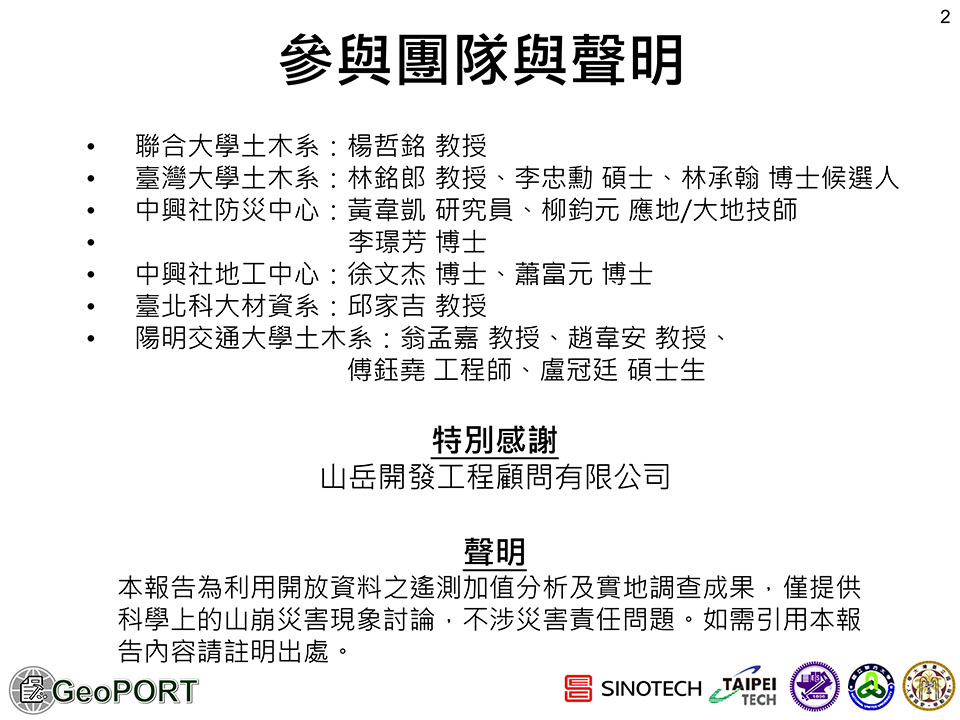 2
參與團隊與聲明
• 聯合大學土木系：楊哲銘 教授
• 臺灣大學土木系：林銘郎 教授、李忠勳 碩士、林承翰 博士候選人
• 中興社防災中心：黃韋凱 研究員、柳鈞元 應地/大地技師
• 李璟芳 博士
• 中興社地工中心：徐文杰 博士、蕭富元 博士
• 臺北科大材資系：邱家吉 教授
• 陽明交通大學土木系：翁孟嘉 教授、趙韋安 教授、
傅鈺堯 工程師、盧冠廷 碩士生
特別感謝
山岳開發工程顧問有限公司
聲明
本報告為利用開放資料之遙測加值分析及實地調查成果，僅提供
科學上的山崩災害現象討論，不涉災害責任問題。如需引用本報
告內容請註明出處。
GeoPORT
SINOTECH
TAIPEI
TECH